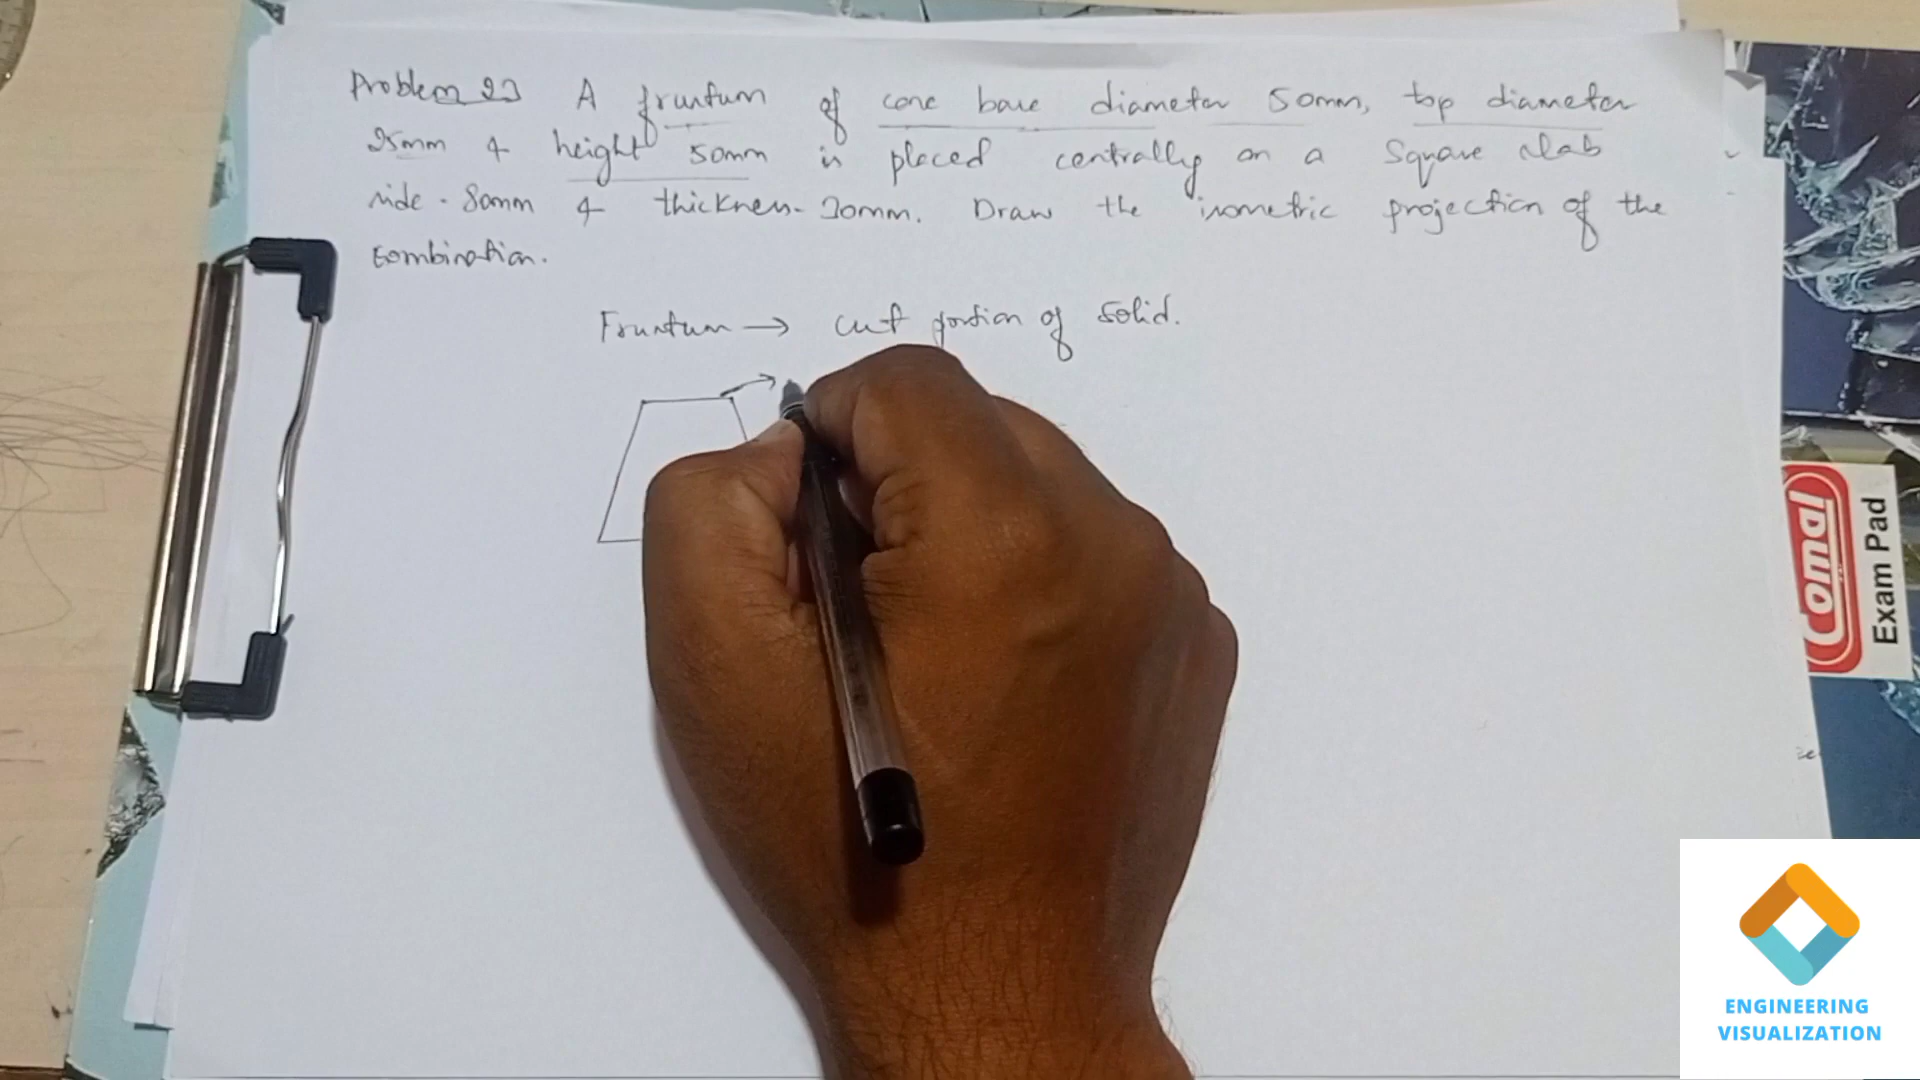 Problem 23 A frustum of cone base diameter 50mm, top diameter
25mm & height 50mm is placed centrally on a square slab
side - 80mm & thickness - 20mm. Draw the isometric projection of the
combination.
Frustum → cut portion of solid.
Comal
Exam Pad
ENGINEERING
VISUALIZATION